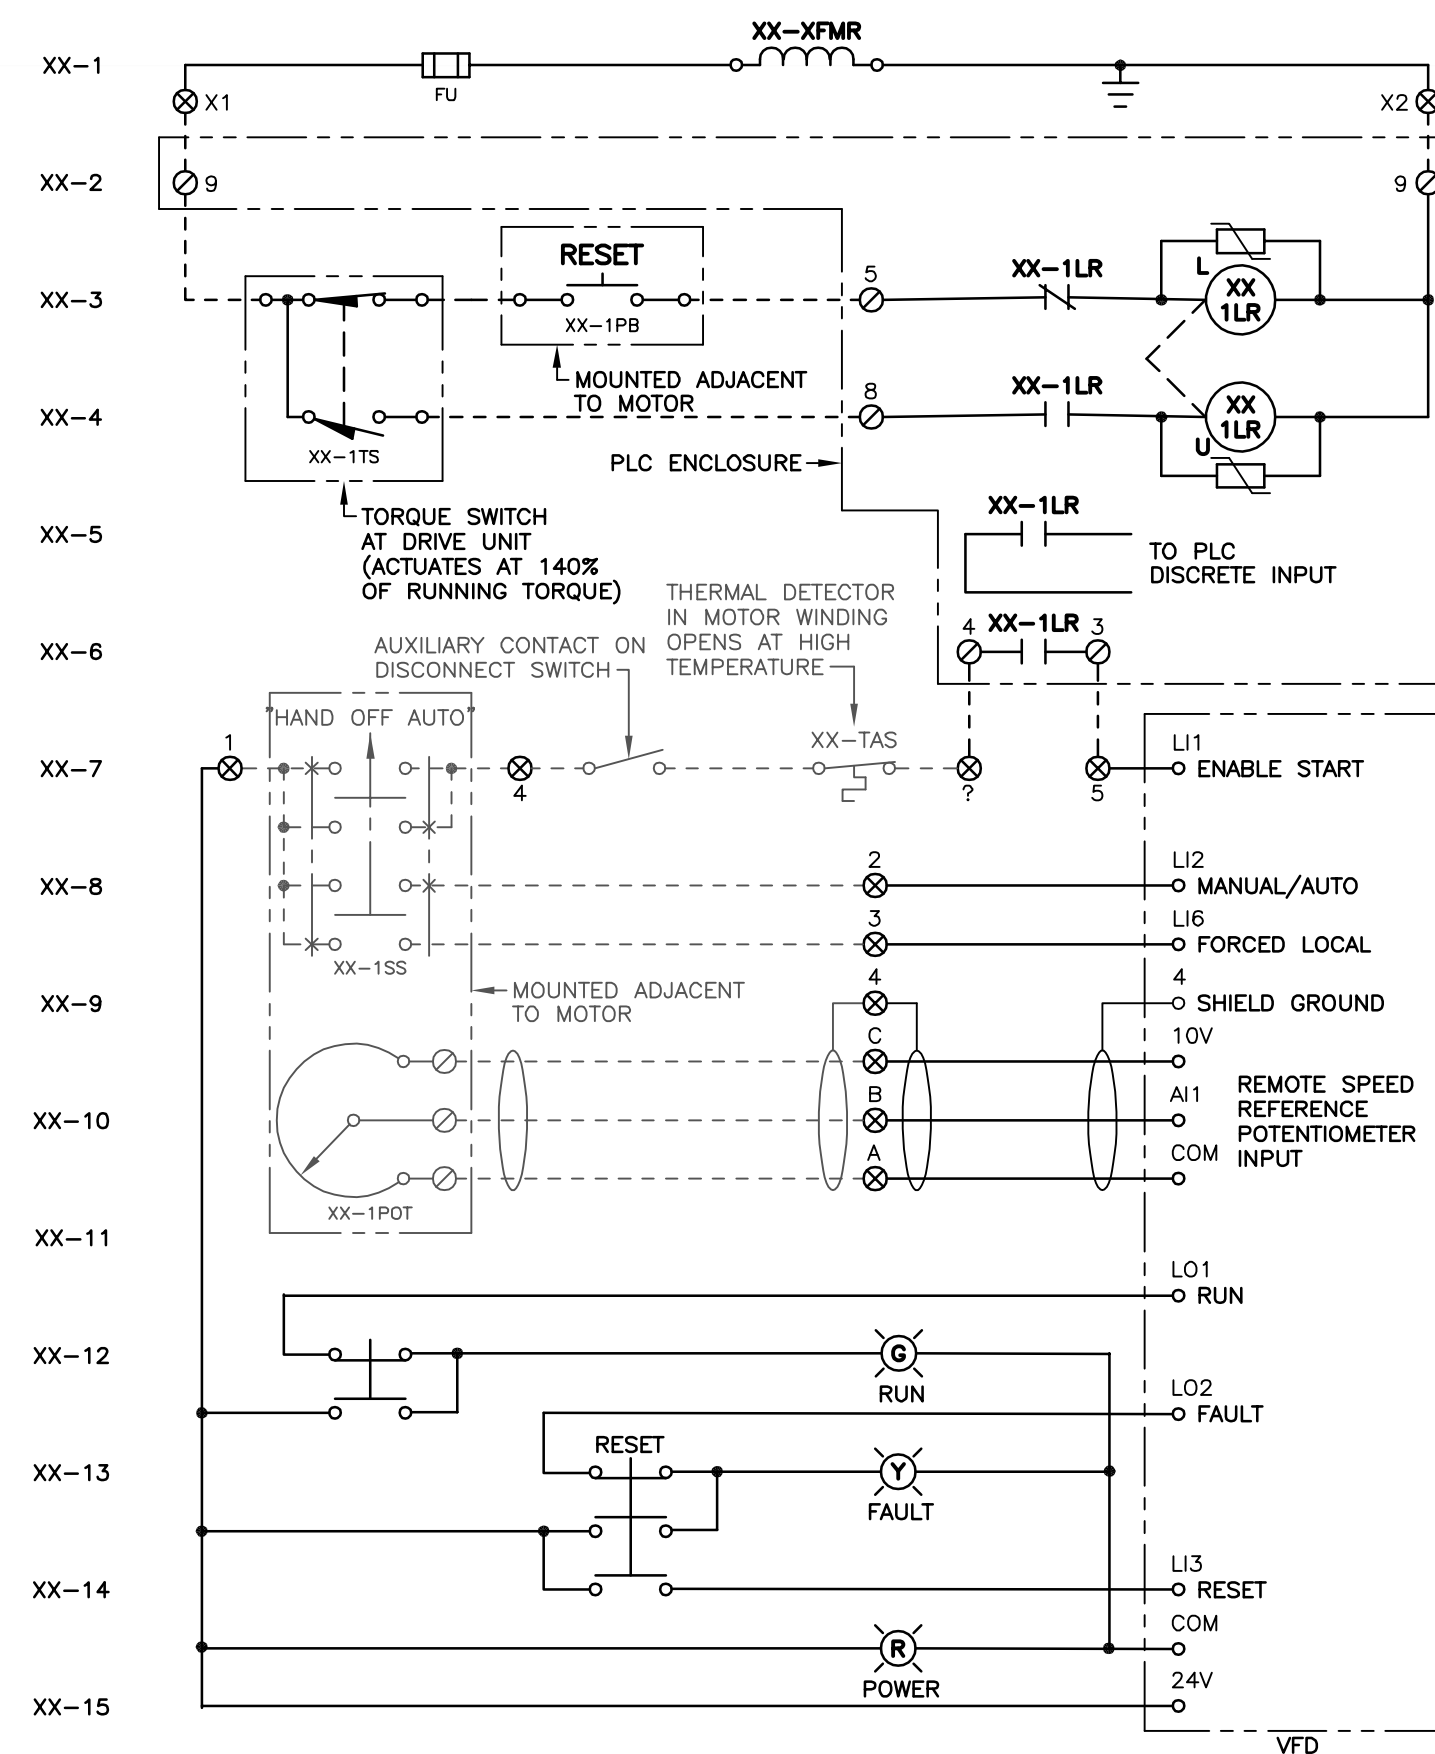 XX-XFMR
XX-1
FU
X1
X2
XX-2
9
9
RESET
L
XX-3
5
XX-1LR
XX
1LR
XX-1PB
MOUNTED ADJACENT
TO MOTOR
XX-4
8
XX-1LR
XX
1LR
U
XX-1TS
PLC ENCLOSURE
TORQUE SWITCH
AT DRIVE UNIT
(ACTUATES AT 140%
OF RUNNING TORQUE)
XX-5
XX-1LR
TO PLC
DISCRETE INPUT
THERMAL DETECTOR
IN MOTOR WINDING
OPENS AT HIGH
TEMPERATURE
AUXILIARY CONTACT ON
DISCONNECT SWITCH
XX-6
4
XX-1LR
3
"HAND OFF AUTO"
XX-7
1
4
XX-TAS
?
5
LI1
ENABLE START
XX-8
2
LI2
MANUAL/AUTO
3
LI6
FORCED LOCAL
XX-1SS
MOUNTED ADJACENT
TO MOTOR
XX-9
4
4
SHIELD GROUND
C
10V
XX-10
B
AI1
REMOTE SPEED
REFERENCE
POTENTIOMETER
INPUT
A
COM
XX-1POT
XX-11
LO1
RUN
XX-12
G
RUN
LO2
FAULT
RESET
XX-13
Y
FAULT
XX-14
LI3
RESET
COM
R
POWER
24V
XX-15
VFD